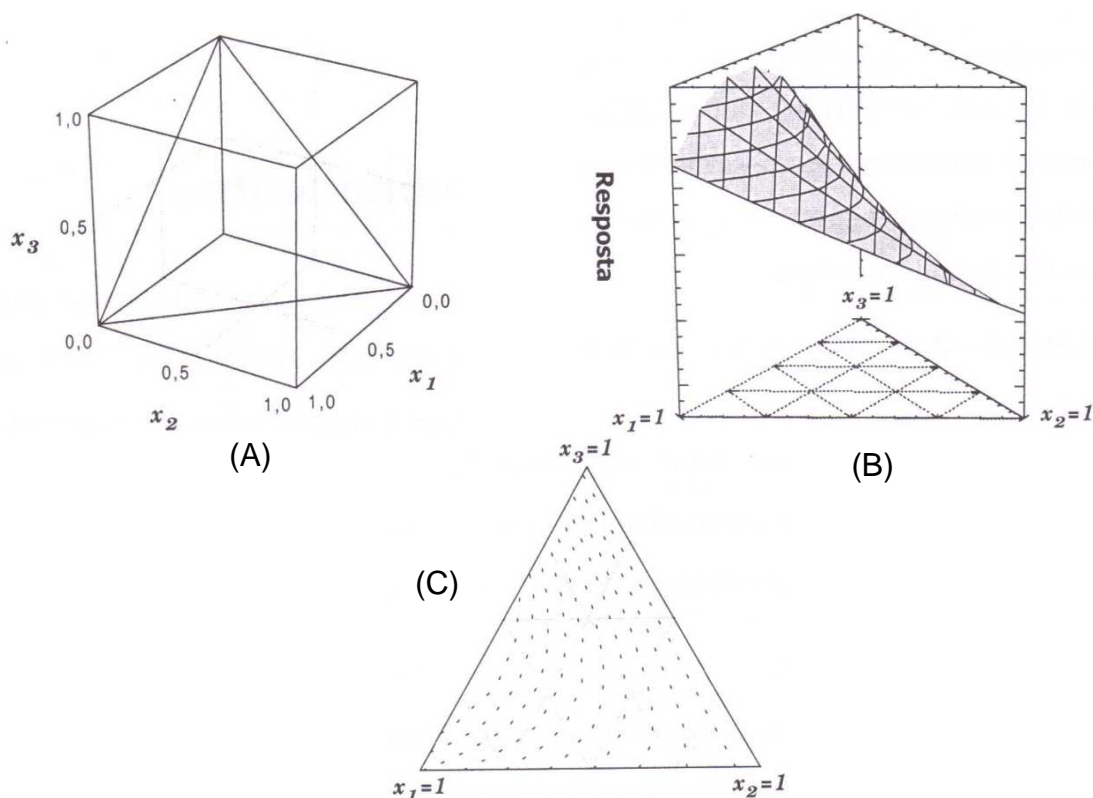 1,0
0,5
x₃
0,0
0,5
x₂
1,0
1,0
0,5
x₁
0,0
(A)
Resposta
x₃=1
x₁=1
x₂=1
(B)
x₃=1
(C)
x₁=1
x₂=1